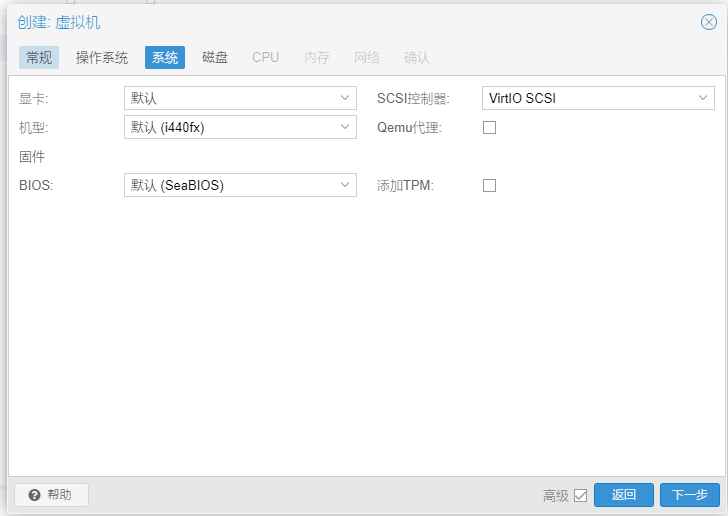 创建: 虚拟机
常规 操作系统 系统 磁盘 CPU 内存 网络 确认
显卡: 默认 SCSI控制器: VirtIO SCSI
机型: 默认 (i440fx) Qemu代理:
固件
BIOS: 默认 (SeaBIOS) 添加TPM:
? 帮助 高级 返回 下一步